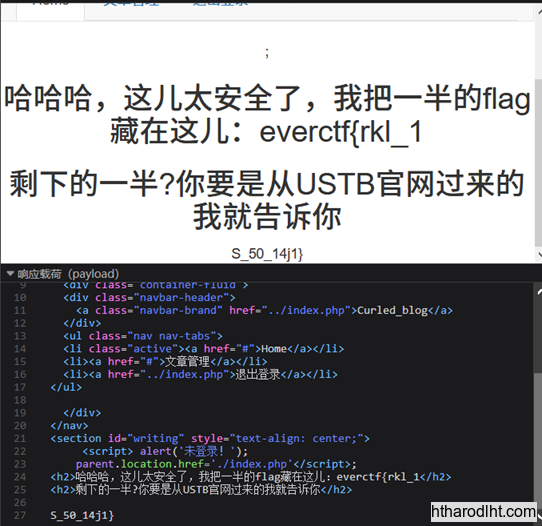 Home 文章管理 退出登录
;
哈哈哈，这儿太安全了，我把一半的flag
藏在这儿：everctf{rkl_1
剩下的一半?你要是从USTB官网过来的
我就告诉你
S_50_14j1}
响应载荷（payload）
9 <div class="container-fluid">
10 <div class="navbar-header">
11 <a class="navbar-brand" href="../index.php">Curled_blog</a>
12 </div>
13 <ul class="nav nav-tabs">
14 <li class="active"><a href="#">Home</a></li>
15 <li><a href="#">文章管理</a></li>
16 <li><a href="../index.php">退出登录</a></li>
17 </ul>
18
19 </div>
20 </nav>
21 <section id="writing" style="text-align: center;">
22 <script> alert('未登录！');
23 parent.location.href='./index.php'</script>;
24 <h2>哈哈哈，这儿太安全了，我把一半的flag藏在这儿：everctf{rkl_1</h2>
25 <h2>剩下的一半?你要是从USTB官网过来的我就告诉你</h2>
26
27 S_50_14j1}
htharodlht.com